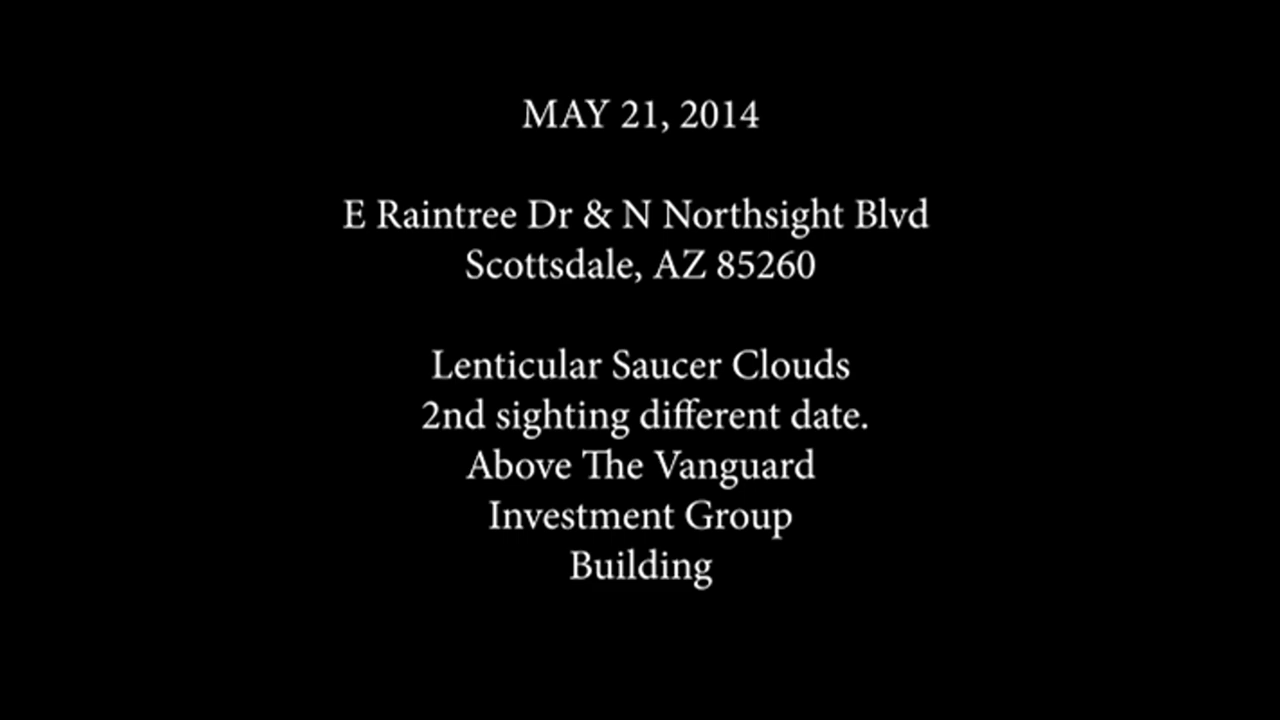 MAY 21, 2014
E Raintree Dr & N Northsight Blvd
Scottsdale, AZ 85260
Lenticular Saucer Clouds
2nd sighting different date.
Above The Vanguard
Investment Group
Building